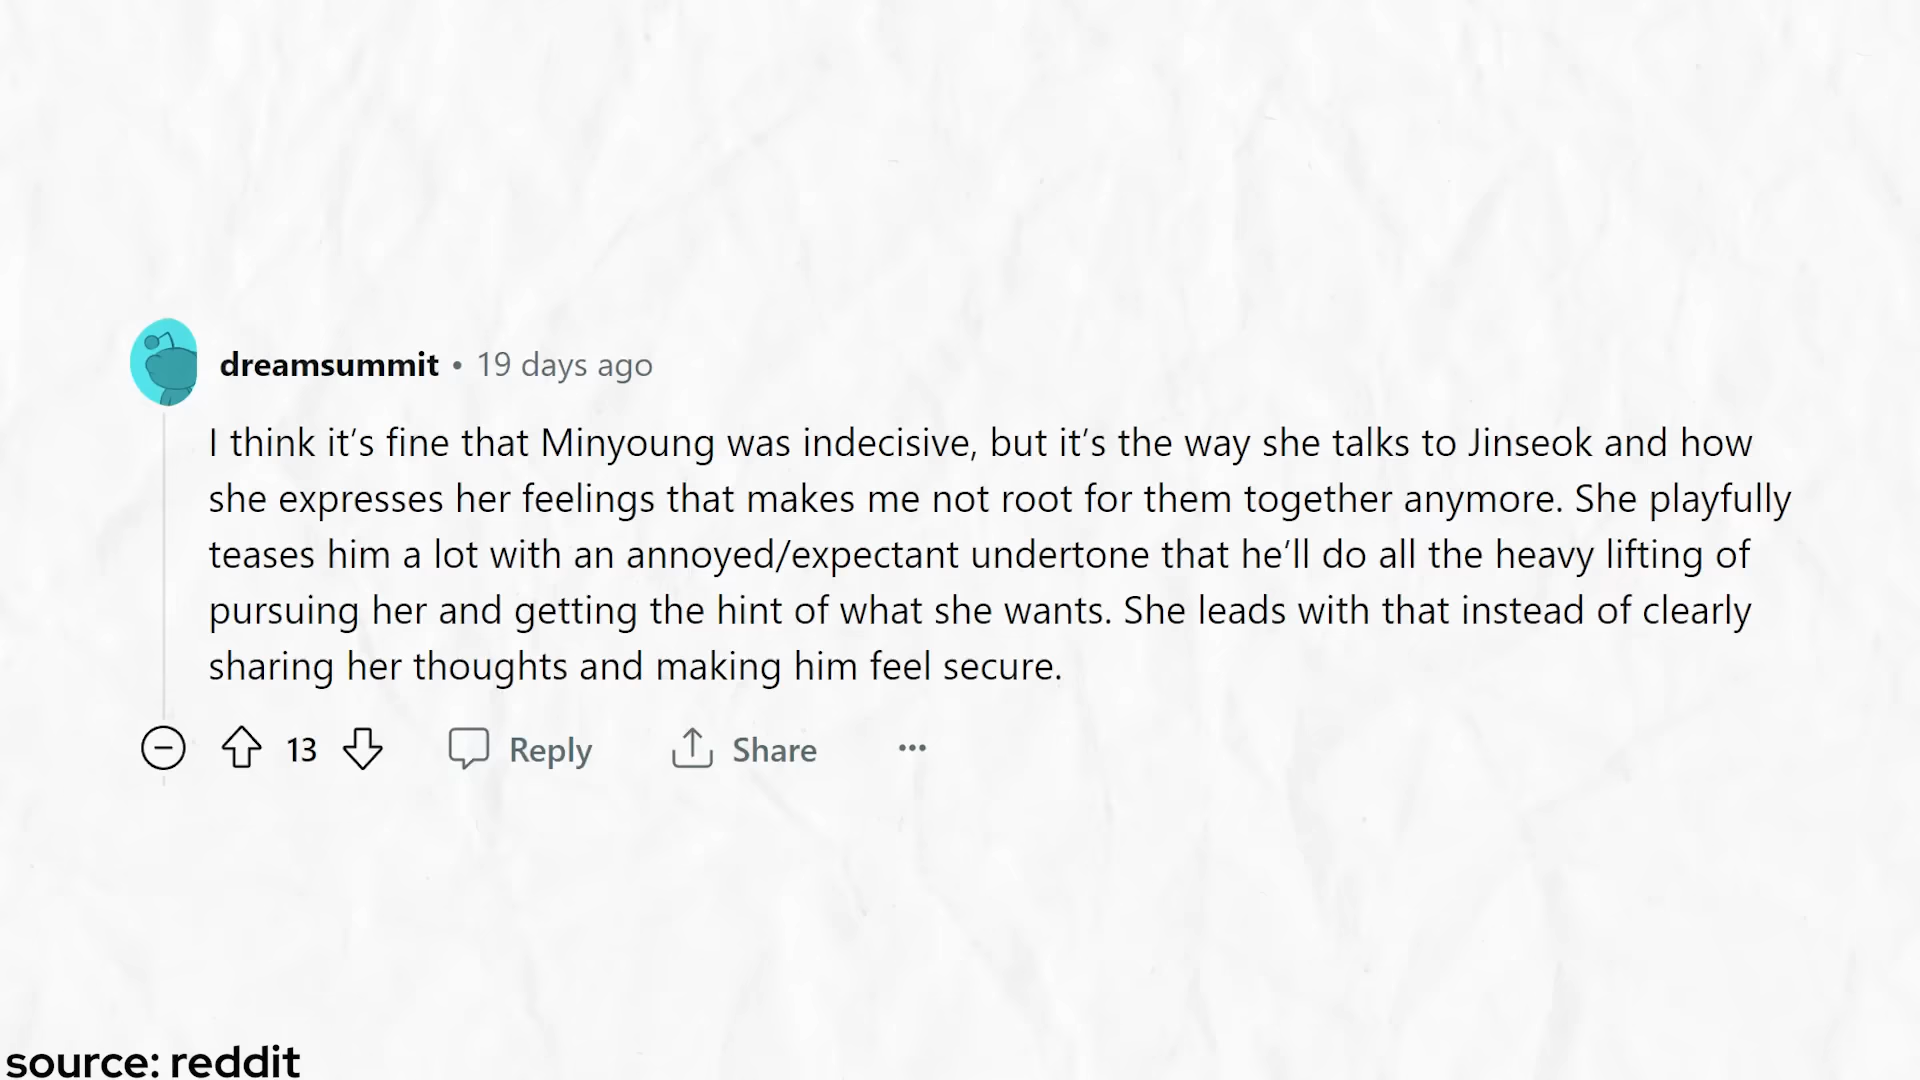 dreamsummit • 19 days ago
I think it’s fine that Minyoung was indecisive, but it’s the way she talks to Jinseok and how
she expresses her feelings that makes me not root for them together anymore. She playfully
teases him a lot with an annoyed/expectant undertone that he’ll do all the heavy lifting of
pursuing her and getting the hint of what she wants. She leads with that instead of clearly
sharing her thoughts and making him feel secure.
13 Reply Share ...
source: reddit